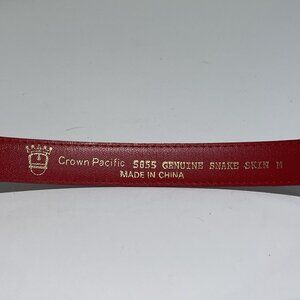 Crown Pacific 5855 GENUINE SNAKE SKIN M
MADE IN CHINA